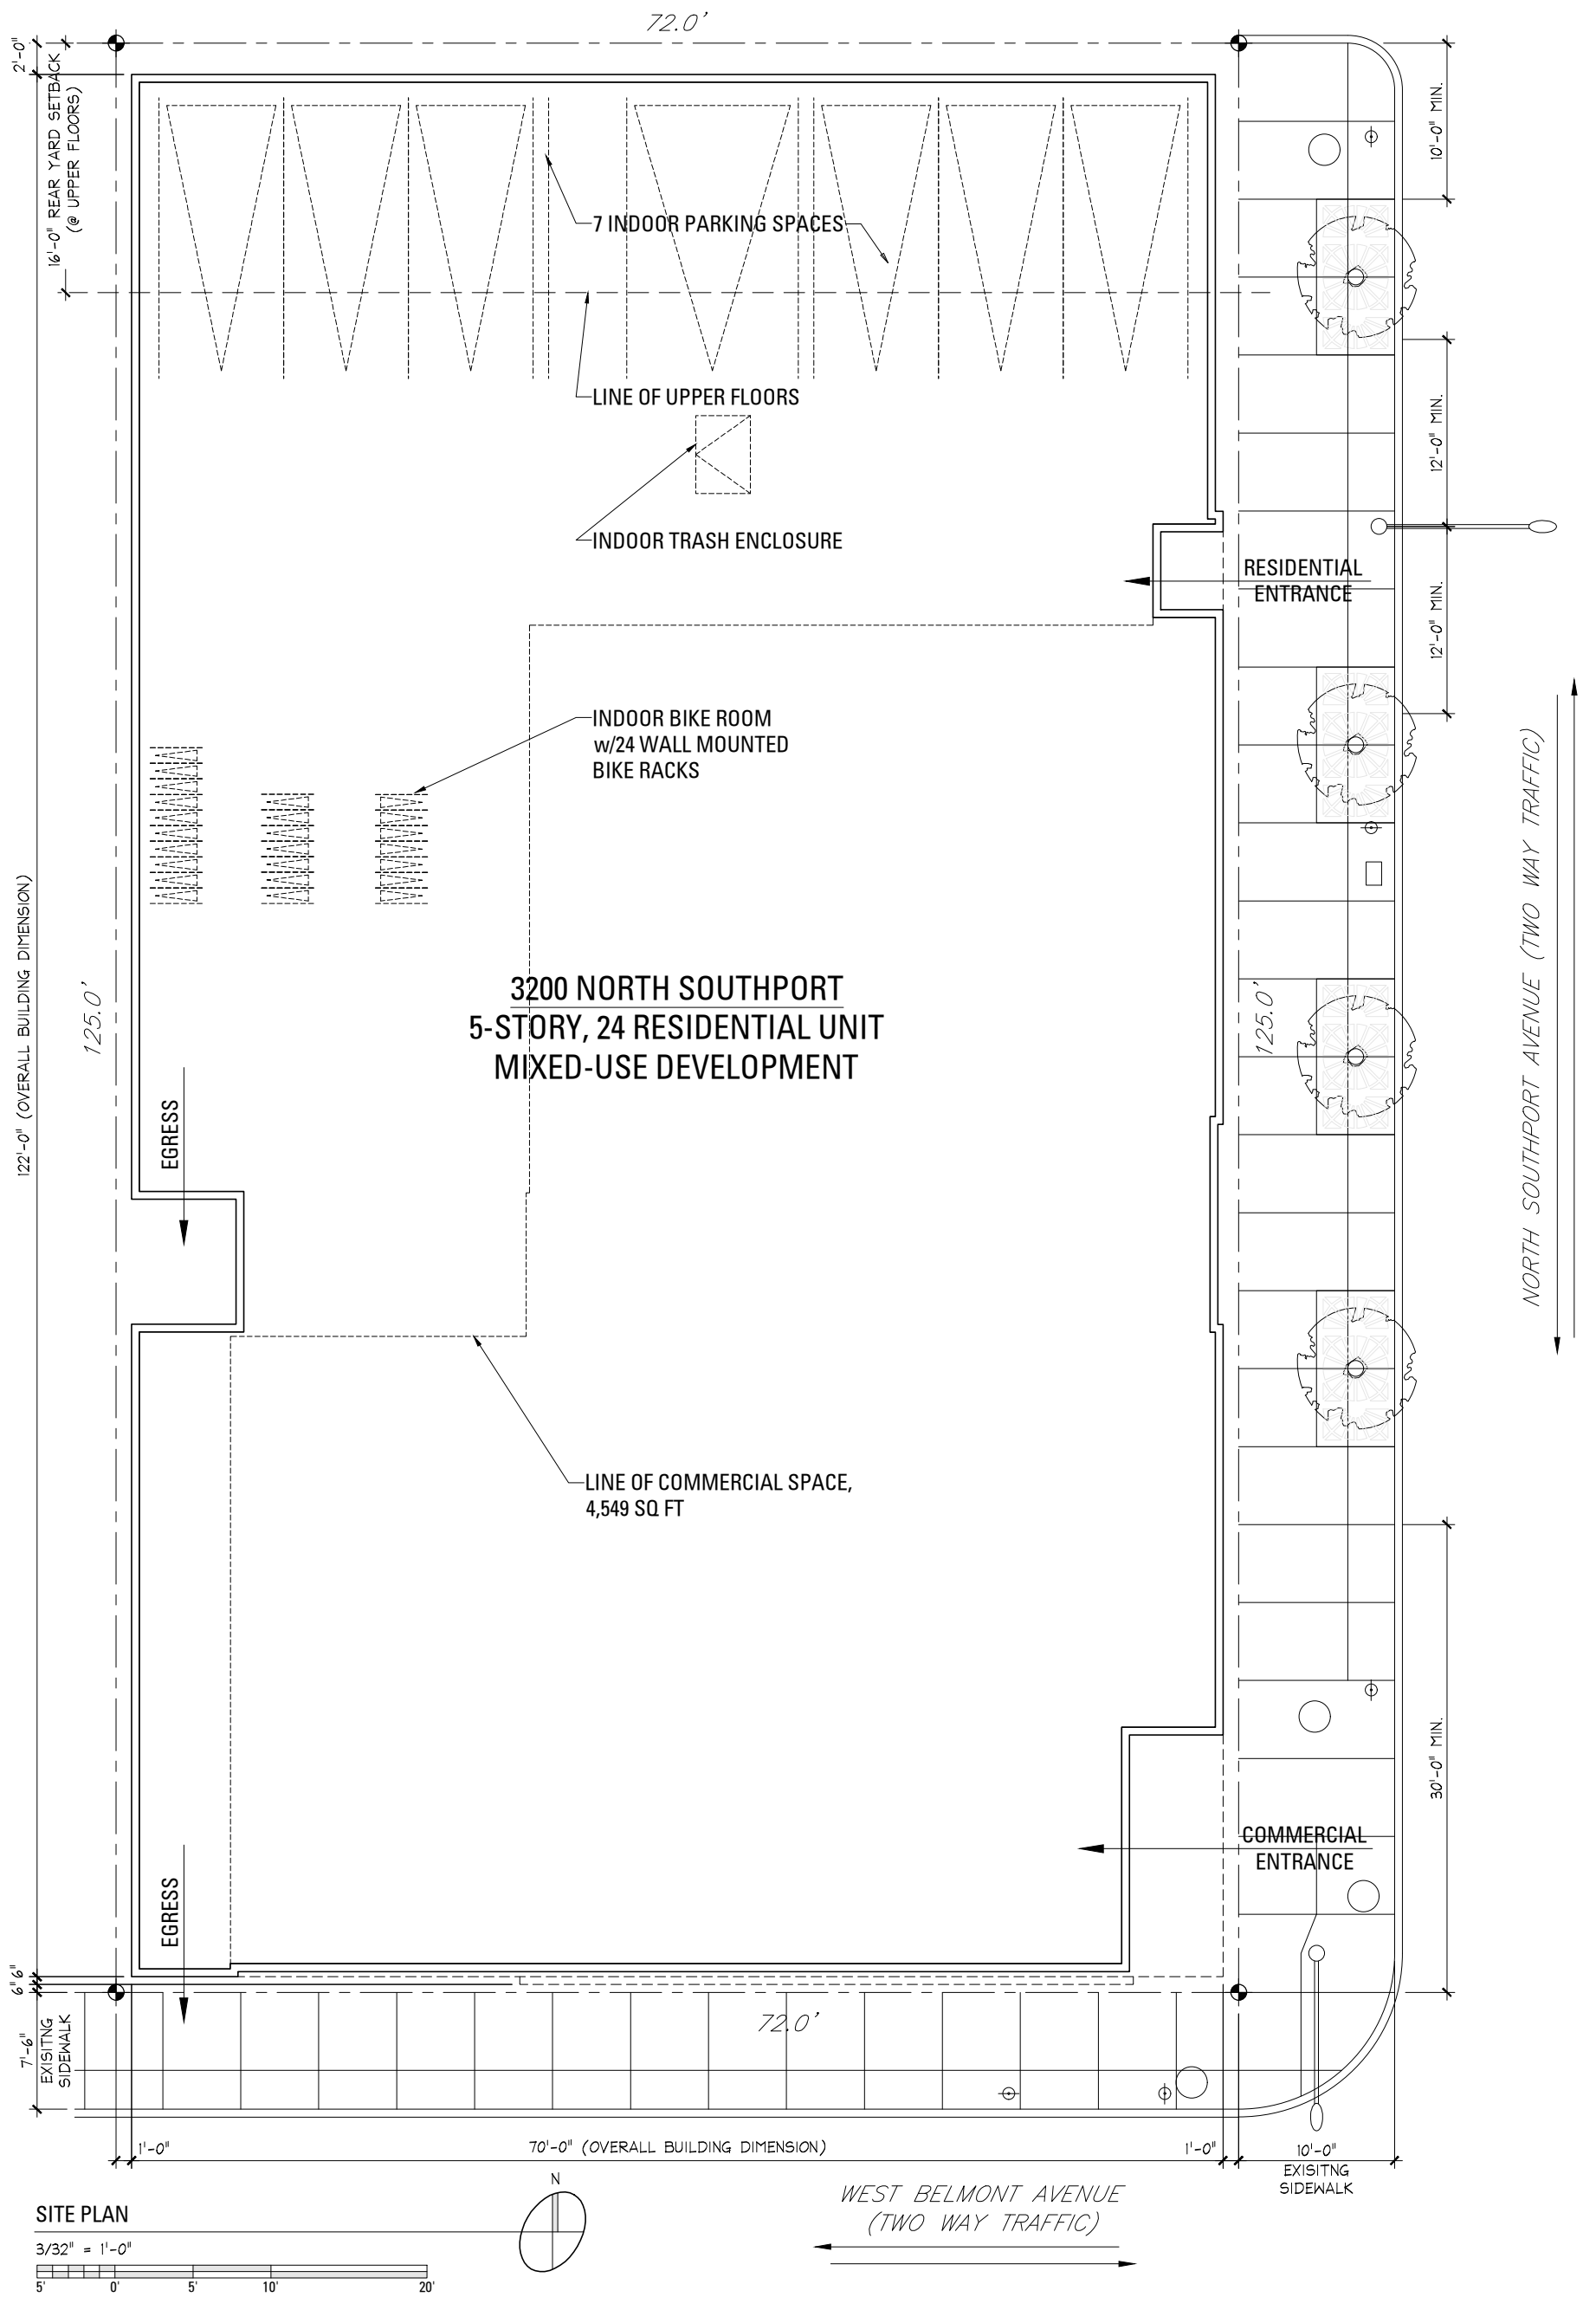 72.0'
2'-0"
16'-0" REAR YARD SETBACK
(@ UPPER FLOORS)
10'-0" MIN.
7 INDOOR PARKING SPACES
LINE OF UPPER FLOORS
12'-0" MIN.
INDOOR TRASH ENCLOSURE
RESIDENTIAL
ENTRANCE
12'-0" MIN.
INDOOR BIKE ROOM
w/24 WALL MOUNTED
BIKE RACKS
NORTH SOUTHPORT AVENUE (TWO WAY TRAFFIC)
122'-0" (OVERALL BUILDING DIMENSION)
125.0'
3200 NORTH SOUTHPORT
5-STORY, 24 RESIDENTIAL UNIT
MIXED-USE DEVELOPMENT
125.0'
EGRESS
LINE OF COMMERCIAL SPACE,
4,549 SQ FT
30'-0" MIN.
COMMERCIAL
ENTRANCE
EGRESS
6"
6"
7'-6"
EXISITNG
SIDEWALK
72.0'
1'-0"
70'-0" (OVERALL BUILDING DIMENSION)
1'-0"
10'-0"
EXISITNG
SIDEWALK
N
WEST BELMONT AVENUE
(TWO WAY TRAFFIC)
SITE PLAN
3/32" = 1'-0"
5' 0' 5' 10' 20'